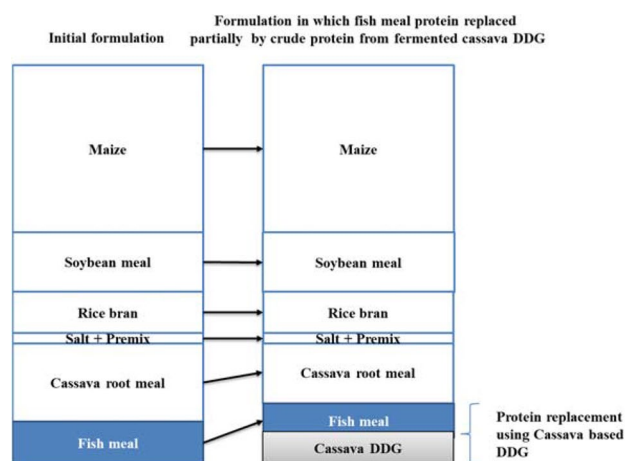 Initial formulation
Formulation in which fish meal protein replaced
partially by crude protein from fermented cassava DDG
Maize
Maize
Soybean meal
Soybean meal
Rice bran
Rice bran
Salt + Premix
Salt + Premix
Cassava root meal
Cassava root meal
Fish meal
Fish meal
Cassava DDG
Protein replacement
using Cassava based
DDG